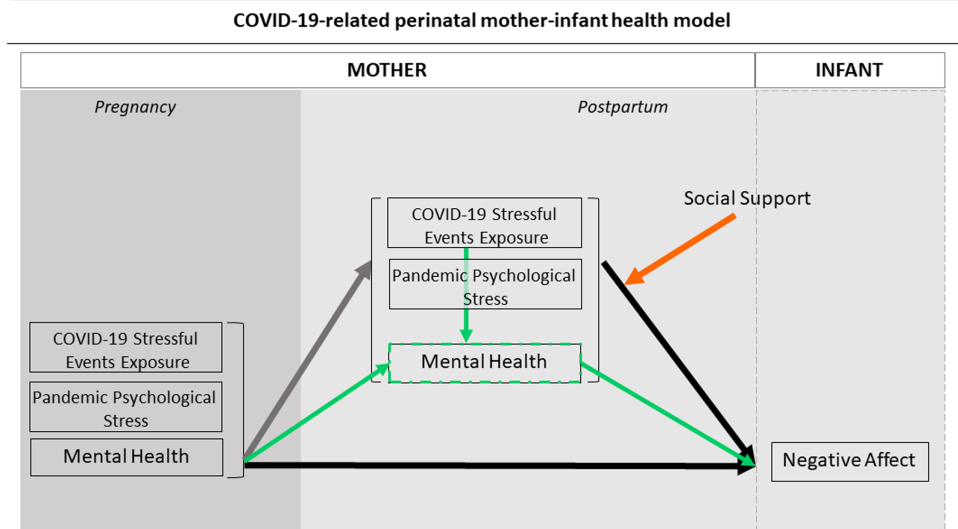 COVID-19-related perinatal mother-infant health model
MOTHER
INFANT
Pregnancy
Postpartum
Social Support
COVID-19 Stressful
Events Exposure
Pandemic Psychological
Stress
Mental Health
COVID-19 Stressful
Events Exposure
Pandemic Psychological
Stress
Mental Health
Negative Affect